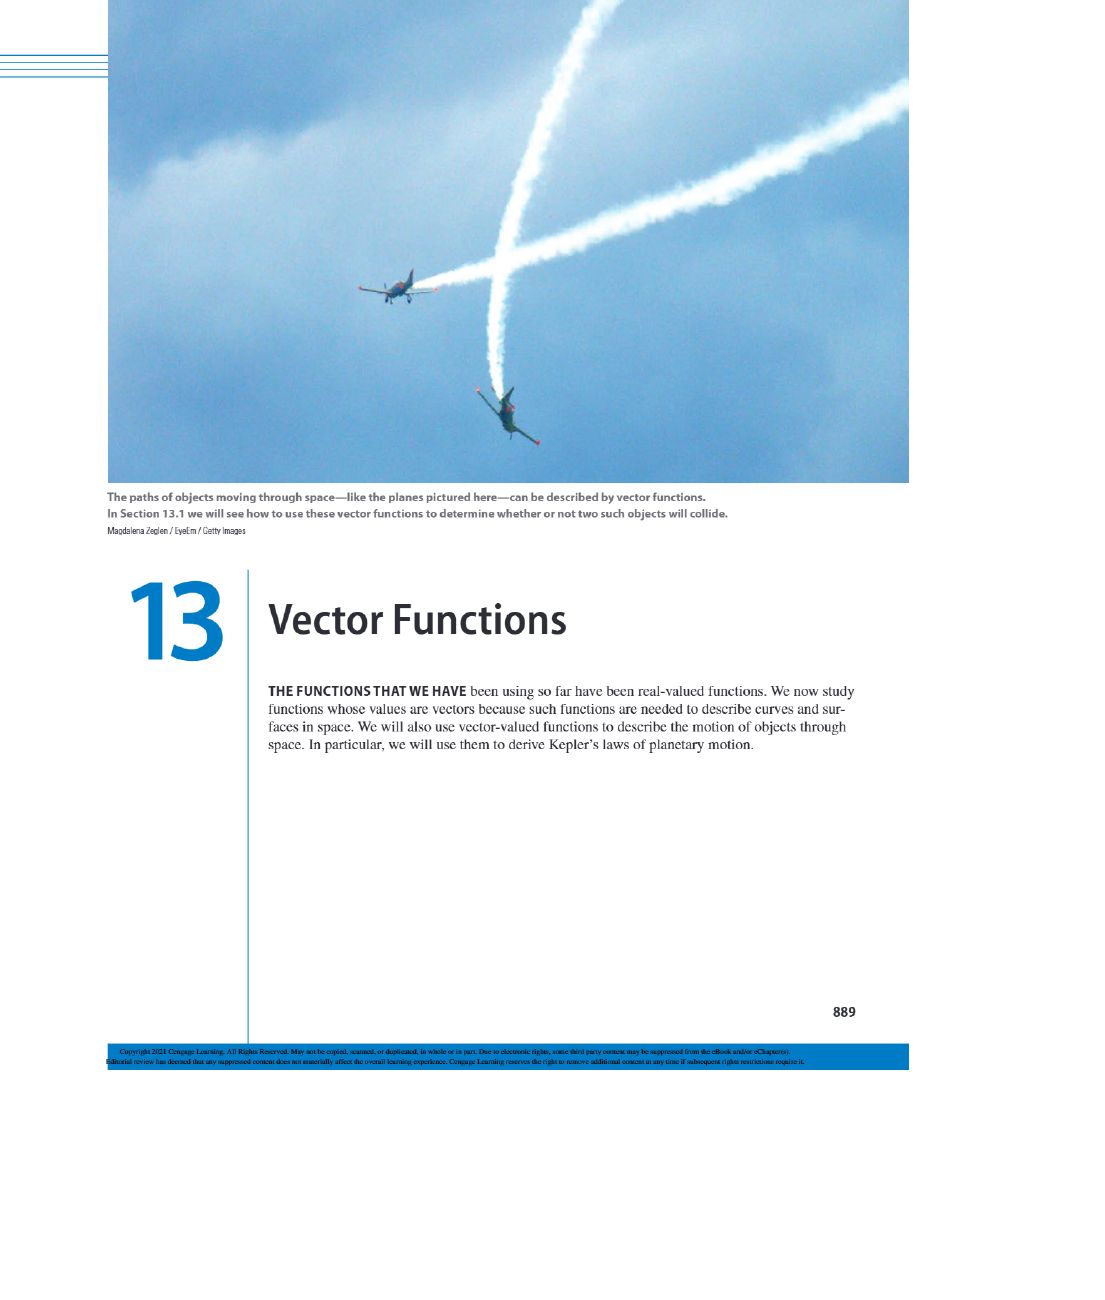 The paths of objects moving through space—like the planes pictured here—can be described by vector functions.
In Section 13.1 we will see how to use these vector functions to determine whether or not two such objects will collide.
Magdalena Zeglen / EyeEm / Getty Images
13
Vector Functions
THE FUNCTIONS THAT WE HAVE been using so far have been real-valued functions. We now study
functions whose values are vectors because such functions are needed to describe curves and sur-
faces in space. We will also use vector-valued functions to describe the motion of objects through
space. In particular, we will use them to derive Kepler's laws of planetary motion.
889
Copyright 2021 Cengage Learning. All Rights Reserved. May not be copied, scanned, or duplicated, in whole or in part. Due to electronic rights, some third party content may be suppressed from the eBook and/or eChapter(s).
Editorial review has deemed that any suppressed content does not materially affect the overall learning experience. Cengage Learning reserves the right to remove additional content at any time if subsequent rights restrictions require it.